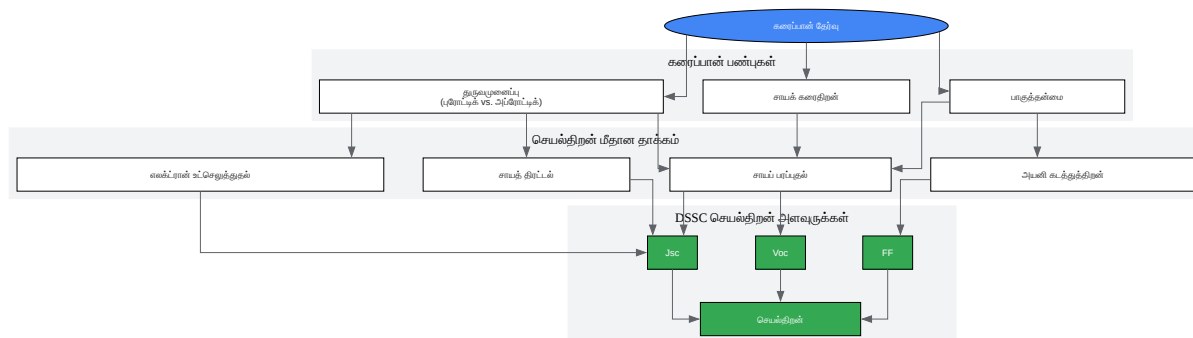 கரைப்பான் தேர்வு
கரைப்பான் பண்புகள்
துருவமுனைப்பு
(புரோட்டிக் vs. அப்ரோட்டிக்)
சாயக் கரைதிறன்
பாகுத்தன்மை
செயல்திறன் மீதான தாக்கம்
எலக்ட்ரான் உட்செலுத்துதல்
சாயத் திரட்டல்
சாயப் பரப்புதல்
அயனி கடத்துத்திறன்
DSSC செயல்திறன் அளவுருக்கள்
Jsc
Voc
FF
செயல்திறன்